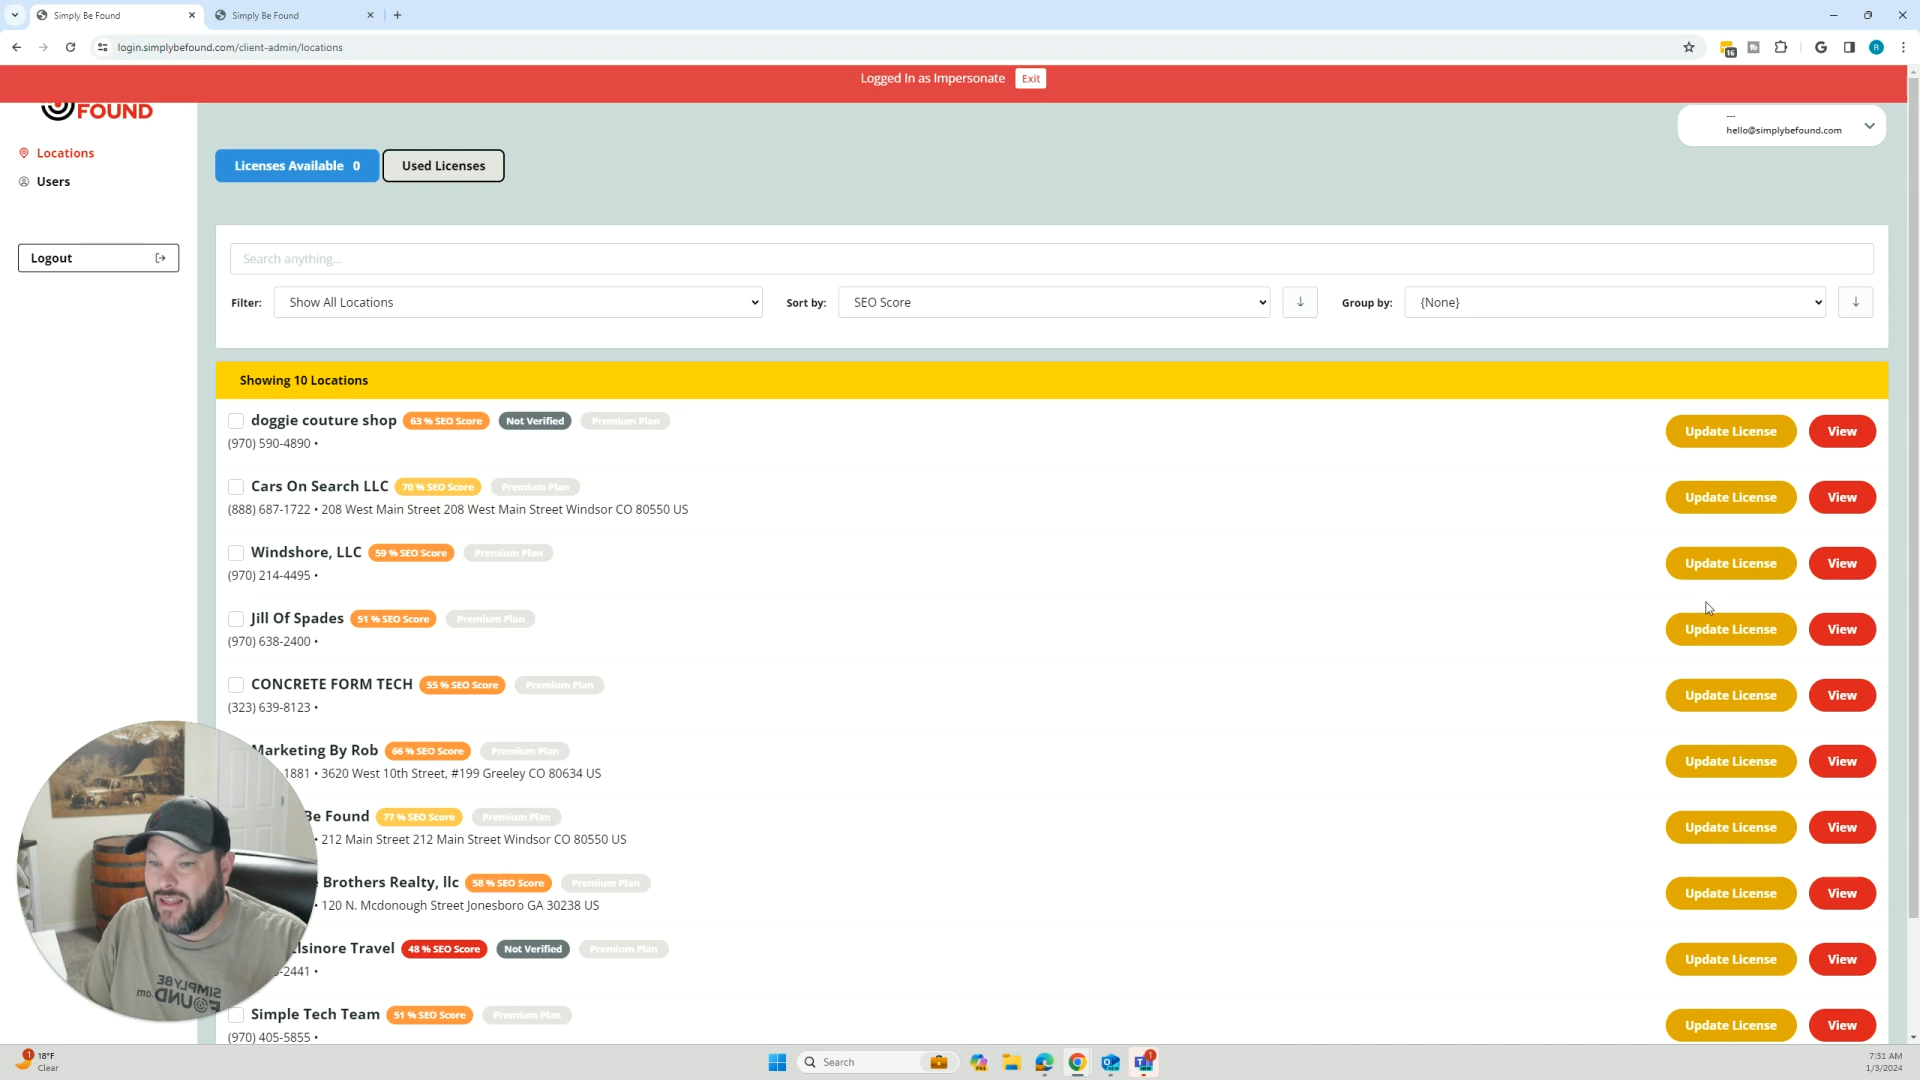 Simply Be Found
Simply Be Found
login.simplybefound.com/client-admin/locations
16
R
Logged In as Impersonate Exit
FOUND
---
hello@simplybefound.com
Locations
Users
Logout
Licenses Available 0
Used Licenses
Search anything...
Filter: Show All Locations
Sort by: SEO Score
Group by: {None}
Showing 10 Locations
doggie couture shop 63 % SEO Score Not Verified Premium Plan
(970) 590-4890 •
Update License View
Cars On Search LLC 70 % SEO Score Premium Plan
(888) 687-1722 • 208 West Main Street 208 West Main Street Windsor CO 80550 US
Update License View
Windshore, LLC 59 % SEO Score Premium Plan
(970) 214-4495 •
Update License View
Jill Of Spades 51 % SEO Score Premium Plan
(970) 638-2400 •
Update License View
CONCRETE FORM TECH 55 % SEO Score Premium Plan
(323) 639-8123 •
Update License View
Marketing By Rob 66 % SEO Score Premium Plan
1881 • 3620 West 10th Street, #199 Greeley CO 80634 US
Update License View
Be Found 77 % SEO Score Premium Plan
• 212 Main Street 212 Main Street Windsor CO 80550 US
Update License View
Brothers Realty, llc 58 % SEO Score Premium Plan
• 120 N. Mcdonough Street Jonesboro GA 30238 US
Update License View
lsinore Travel 48 % SEO Score Not Verified Premium Plan
-2441 •
Update License View
Simple Tech Team 51 % SEO Score Premium Plan
(970) 405-5855 •
Update License View
SIMPLYBE
FOUND
.com
1
18°F
Clear
Search
PRE
NEW
1
NEW
7:31 AM
1/3/2024